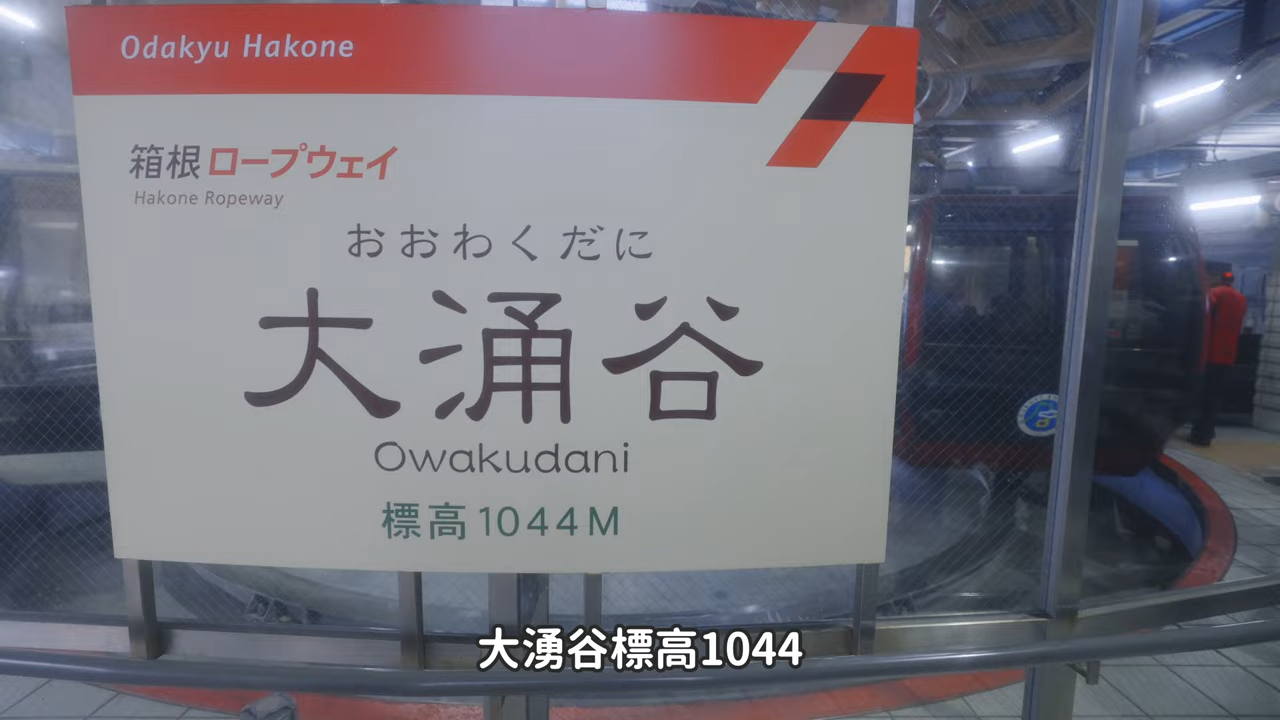 Odakyu Hakone
箱根ロープウェイ
Hakone Ropeway
おおわくだに
大涌谷
Owakudani
標高1044M
大湧谷標高1044